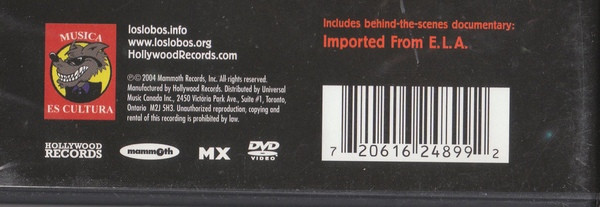 MUSICA
ES CULTURA
loslobos.info
www.loslobos.org
HollywoodRecords.com
℗© 2004 Mammoth Records, Inc. All rights reserved.
Manufactured by Hollywood Records. Distributed by Universal
Music Canada Inc., 2450 Victoria Park Ave., Suite #1, Toronto,
Ontario M2J 5H3. Unauthorized reproduction, copying and
rental of this recording is prohibited by law.
HOLLYWOOD
RECORDS
mammoth
MX
DVD
VIDEO
Includes behind-the-scenes documentary:
Imported From E.L.A.
7 20616 24899 2